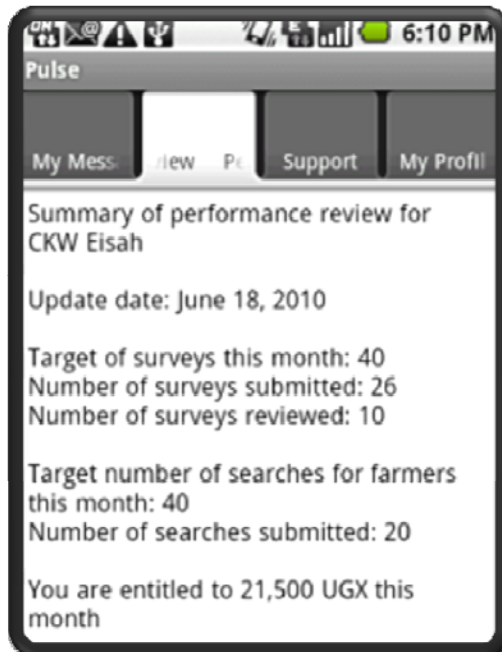 6:10 PM
Pulse
My Mess
iew Pe
Support
My Profil
Summary of performance review for
CKW Eisah
Update date: June 18, 2010
Target of surveys this month: 40
Number of surveys submitted: 26
Number of surveys reviewed: 10
Target number of searches for farmers
this month: 40
Number of searches submitted: 20
You are entitled to 21,500 UGX this
month